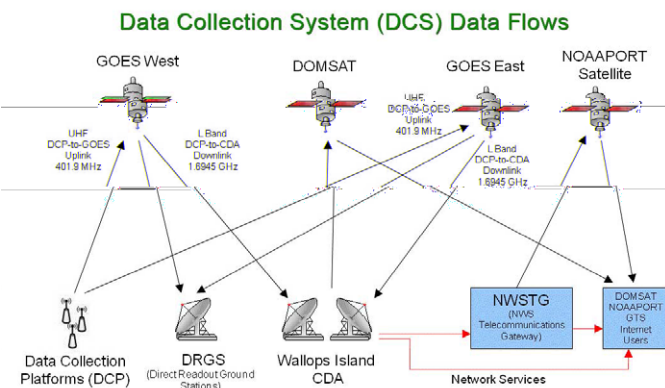 Data Collection System (DCS) Data Flows
GOES West
DOMSAT
GOES East
NOAAPORT
Satellite
UHF
DCP-to-GOES
Uplink
401.9 MHz
L Band
DCP-to-CDA
Downlink
1.6945 GHz
UHF
DCP-to-GOES
Uplink
401.9 MHz
L Band
DCP-to-CDA
Downlink
1.6945 GHz
Data Collection
Platforms (DCP)
DRGS
(Direct Readout Ground
Stations)
Wallops Island
CDA
NWSTG
(NWS
Telecommunications
Gateway)
DOMSAT
NOAAPORT
GTS
Internet
Users
Network Services